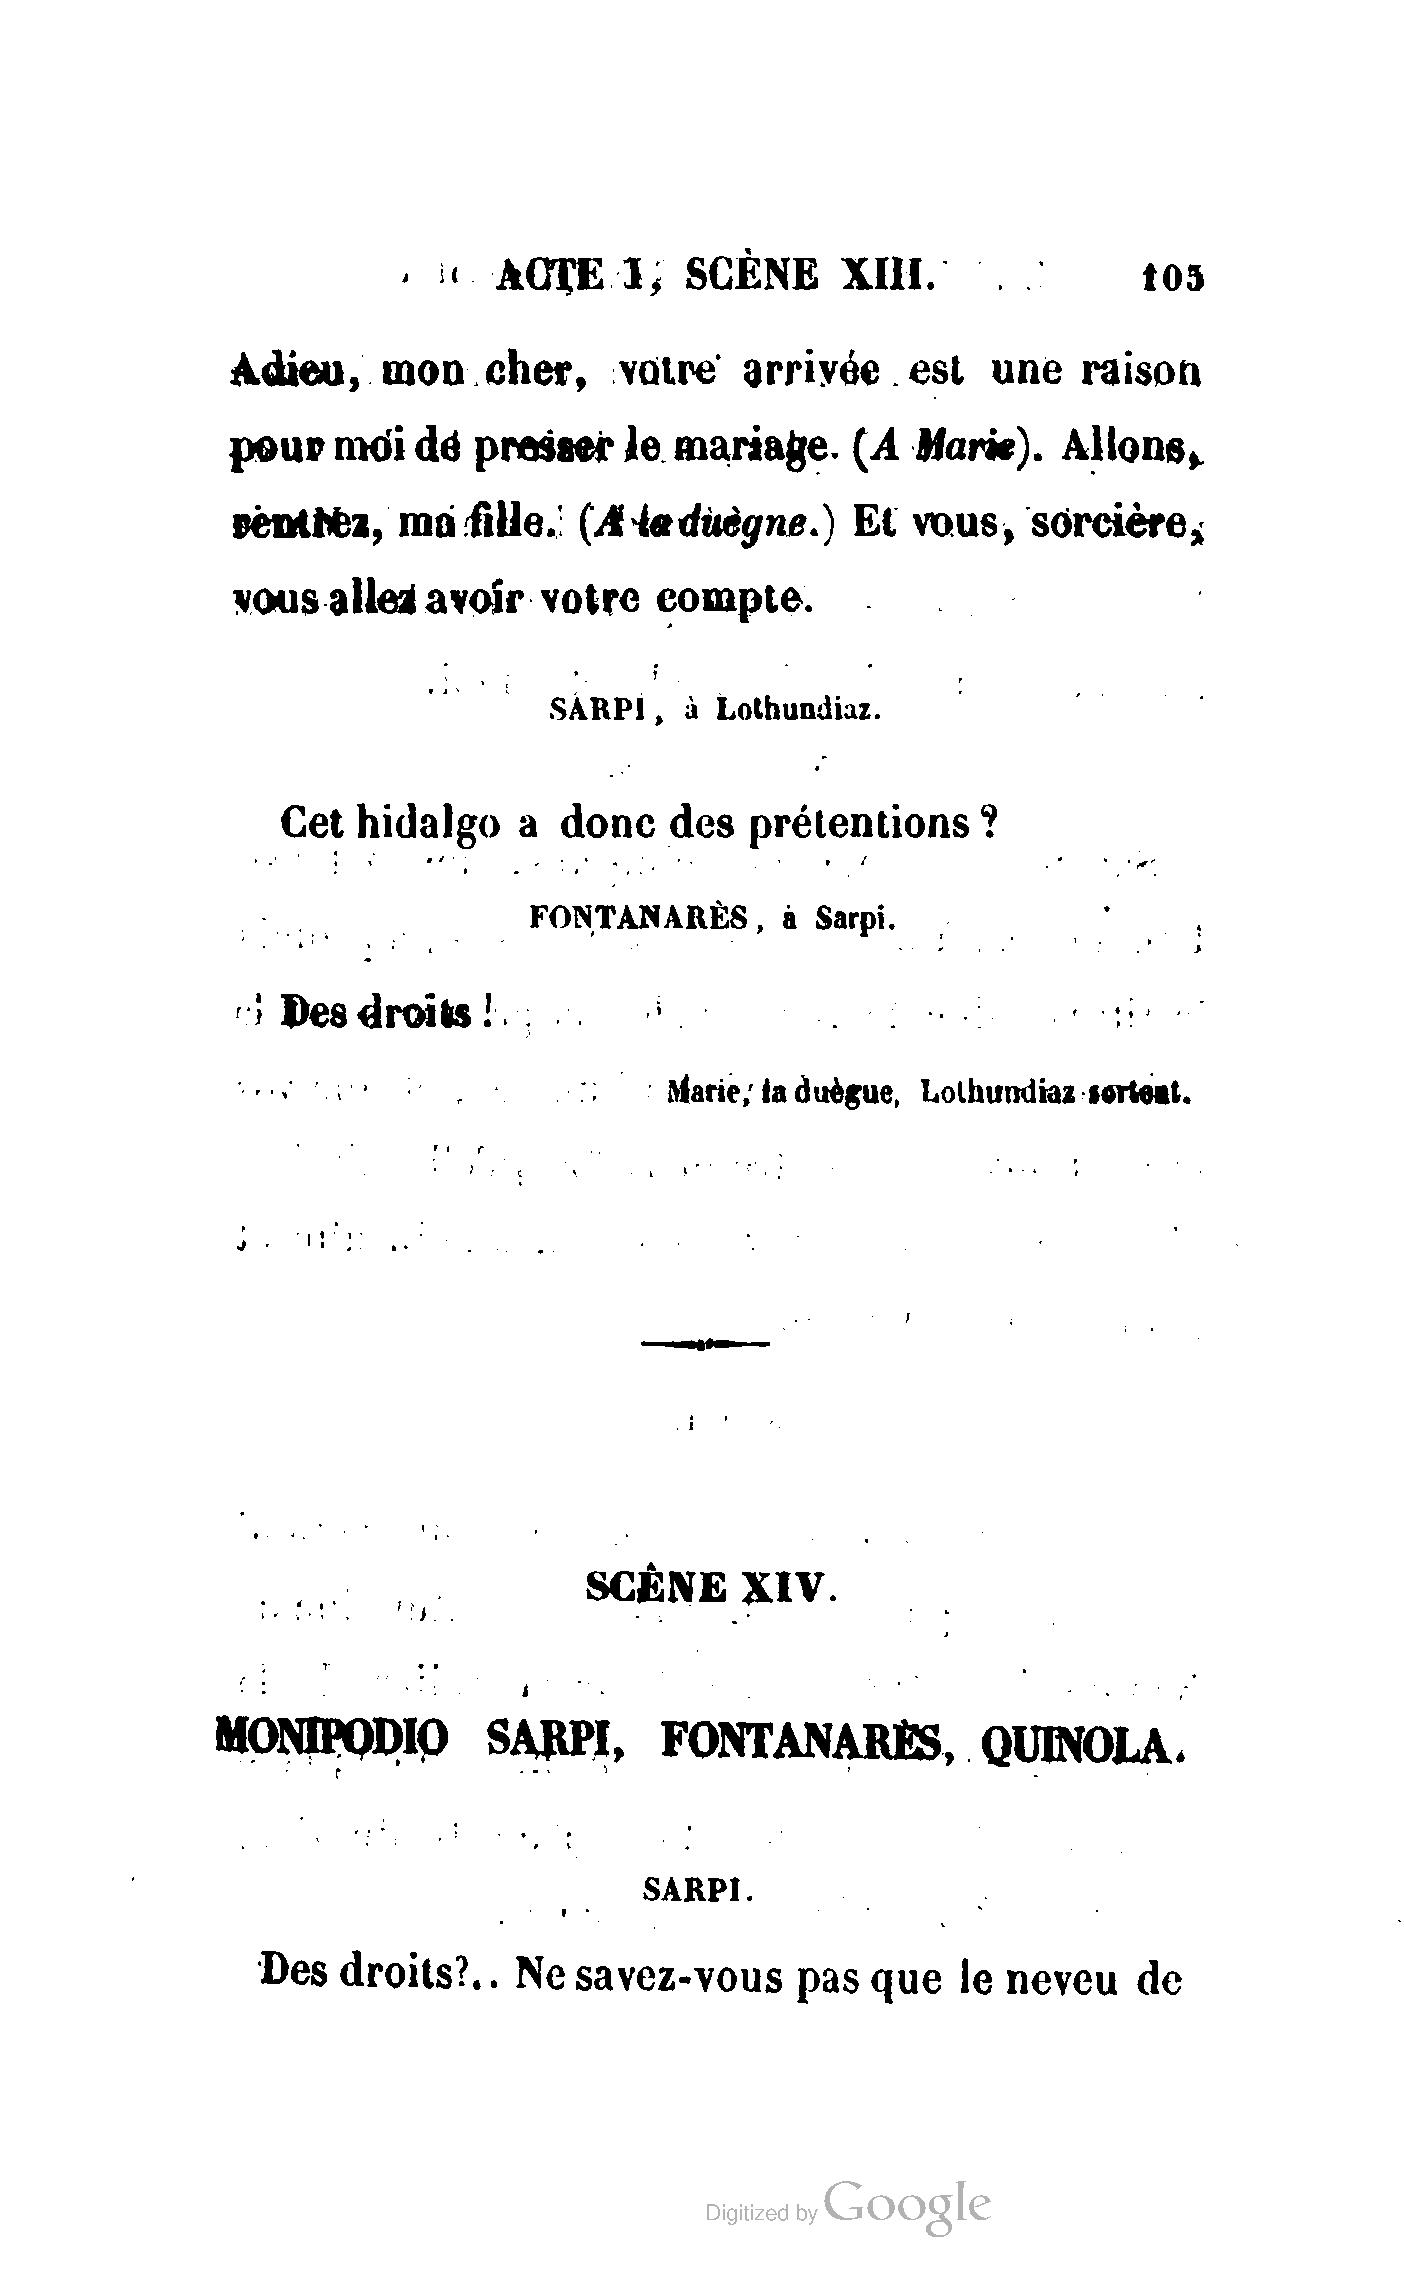 ACTE I, SCÈNE XIII. 105
Adieu, mon cher, votre arrivée est une raison
pour moi de presser le mariage. (A Marie). Allons,
rentrez, ma fille. (A la duègne.) Et vous, sorcière,
vous allez avoir votre compte.
SARPI, à Lothundiaz.
Cet hidalgo a donc des prétentions ?
FONTANARÈS, à Sarpi.
Des droits !
Marie, la duègue, Lothundiaz sortent.
SCÈNE XIV.
MONIPODIO SARPI, FONTANARÈS, QUINOLA.
SARPI.
Des droits?.. Ne savez-vous pas que le neveu de
Digitized by Google